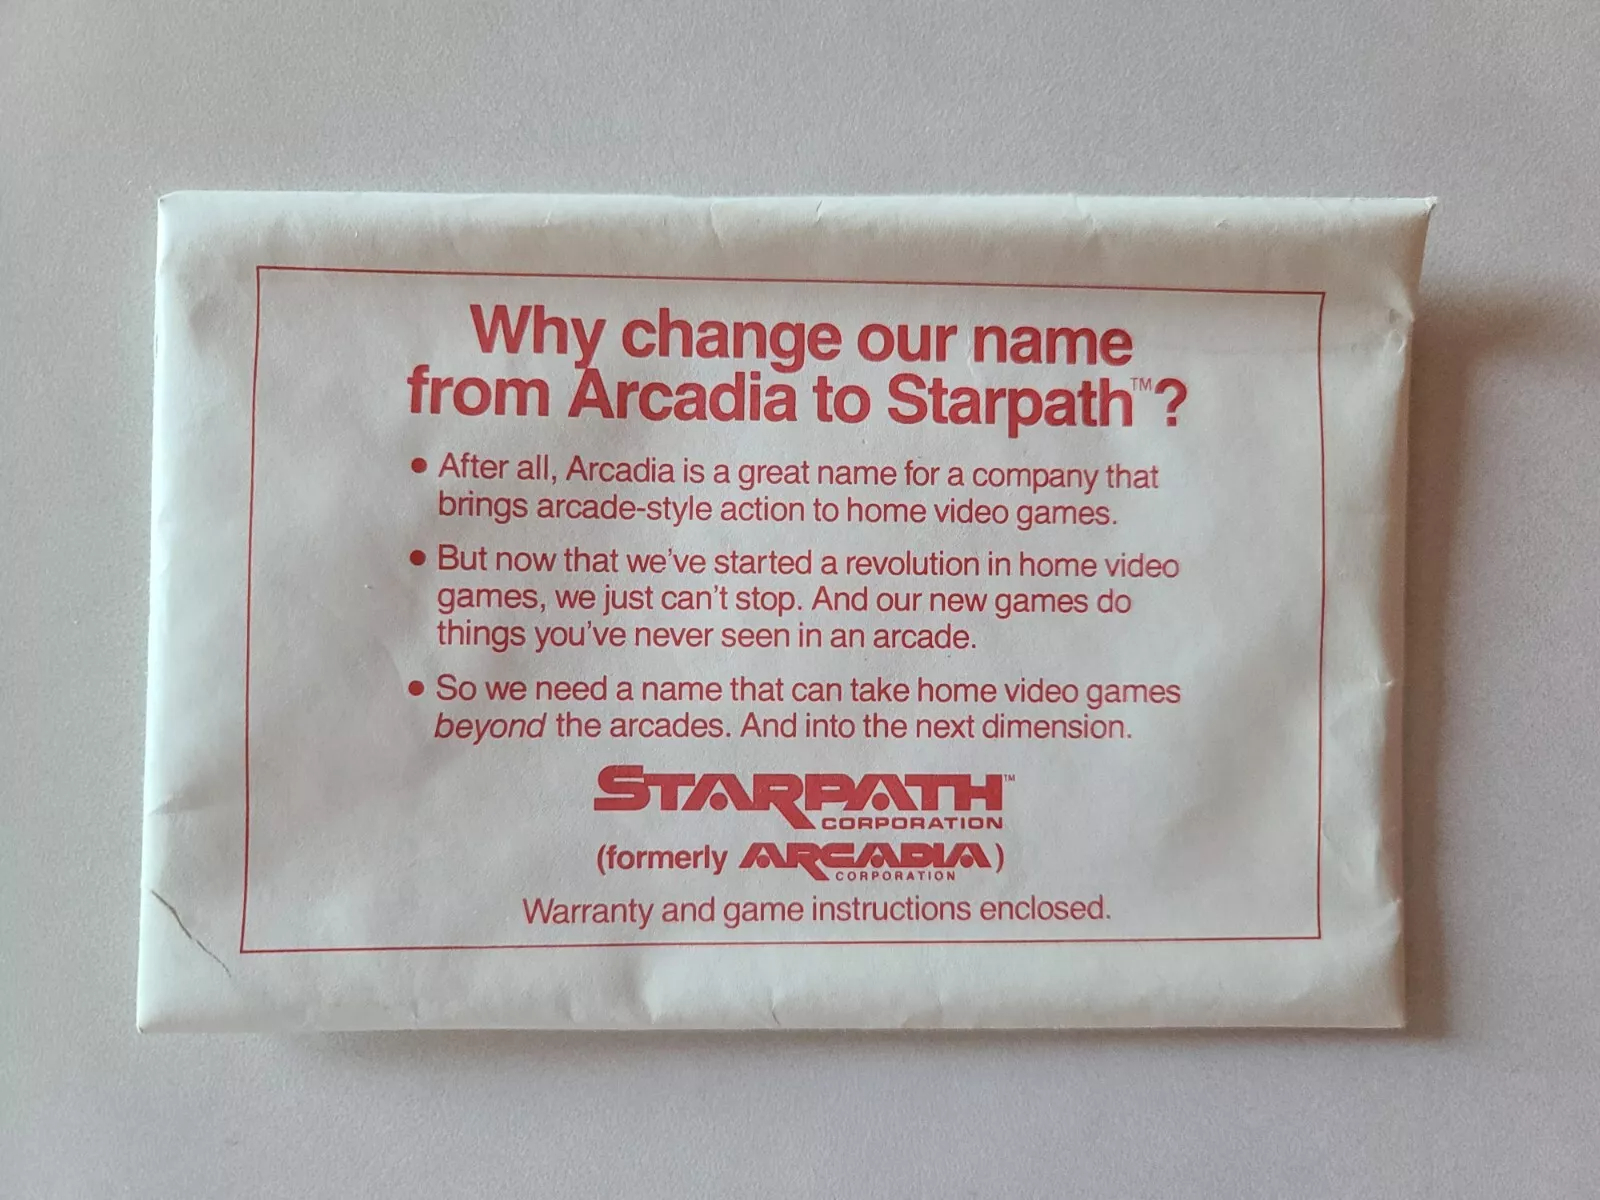 Why change our name
from Arcadia to Starpath™?
• After all, Arcadia is a great name for a company that
brings arcade-style action to home video games.
• But now that we've started a revolution in home video
games, we just can't stop. And our new games do
things you've never seen in an arcade.
• So we need a name that can take home video games
beyond the arcades. And into the next dimension.
STARPATH™
CORPORATION
(formerly ARCADIA)
CORPORATION
Warranty and game instructions enclosed.